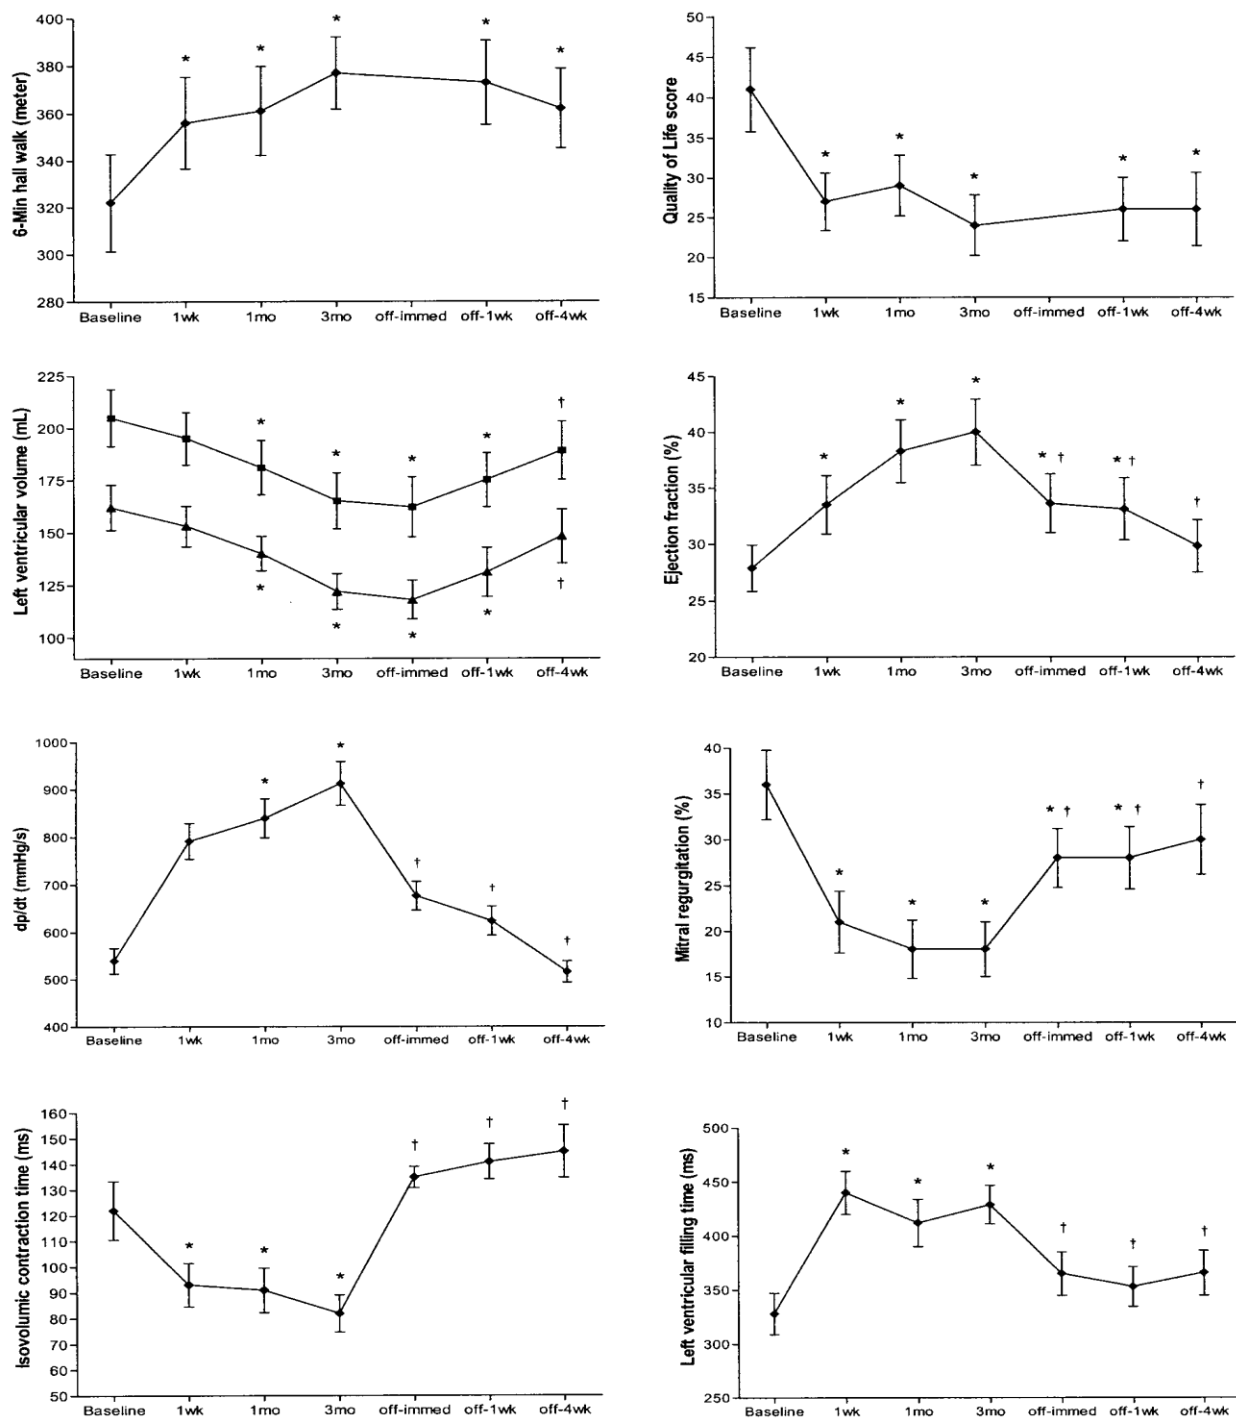 6-Min hall walk (meter)
400
380
360
340
320
300
280
* * * * *
Baseline 1wk 1mo 3mo off-immed off-1wk off-4wk
Quality of Life score
50
45
40
35
30
25
20
15
* * * * *
Baseline 1wk 1mo 3mo off-immed off-1wk off-4wk
Left ventricular volume (mL)
225
200
175
150
125
100
* * * * †
* * * * †
Baseline 1wk 1mo 3mo off-immed off-1wk off-4wk
Ejection fraction (%)
45
40
35
30
25
20
* * * * † * † †
Baseline 1wk 1mo 3mo off-immed off-1wk off-4wk
dp/dt (mmHg/s)
1000
900
800
700
600
500
400
* * † † †
Baseline 1wk 1mo 3mo off-immed off-1wk off-4wk
Mitral regurgitation (%)
40
35
30
25
20
15
10
* * * * † * † †
Baseline 1wk 1mo 3mo off-immed off-1wk off-4wk
Isovolumic contraction time (ms)
160
150
140
130
120
110
100
90
80
70
60
50
* * * † † †
Baseline 1wk 1mo 3mo off-immed off-1wk off-4wk
Left ventricular filling time (ms)
500
450
400
350
300
250
* * * † † †
Baseline 1wk 1mo 3mo off-immed off-1wk off-4wk